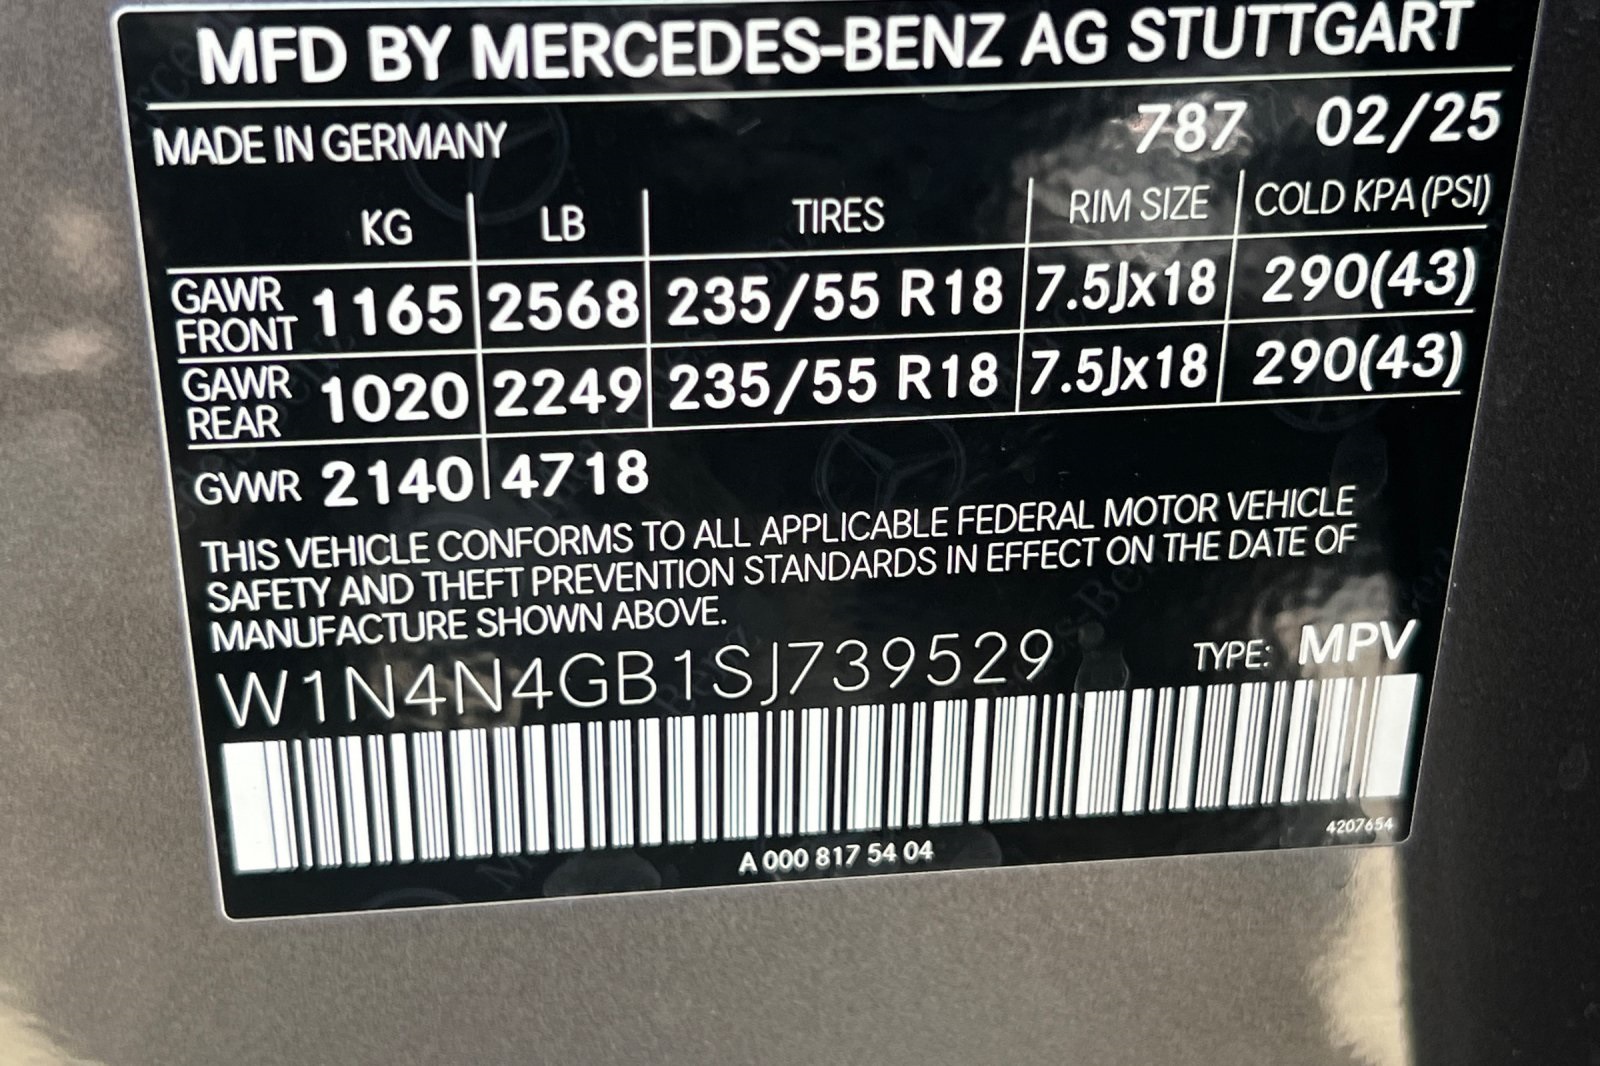 MFD BY MERCEDES-BENZ AG STUTTGART
MADE IN GERMANY 787 02/25
KG LB TIRES RIM SIZE COLD KPA (PSI)
GAWR FRONT 1165 2568 235/55 R18 7.5Jx18 290(43)
GAWR REAR 1020 2249 235/55 R18 7.5Jx18 290(43)
GVWR 2140 4718
THIS VEHICLE CONFORMS TO ALL APPLICABLE FEDERAL MOTOR VEHICLE
SAFETY AND THEFT PREVENTION STANDARDS IN EFFECT ON THE DATE OF
MANUFACTURE SHOWN ABOVE.
W1N4N4GB1SJ739529 TYPE: MPV
A 000 817 54 04 4207654